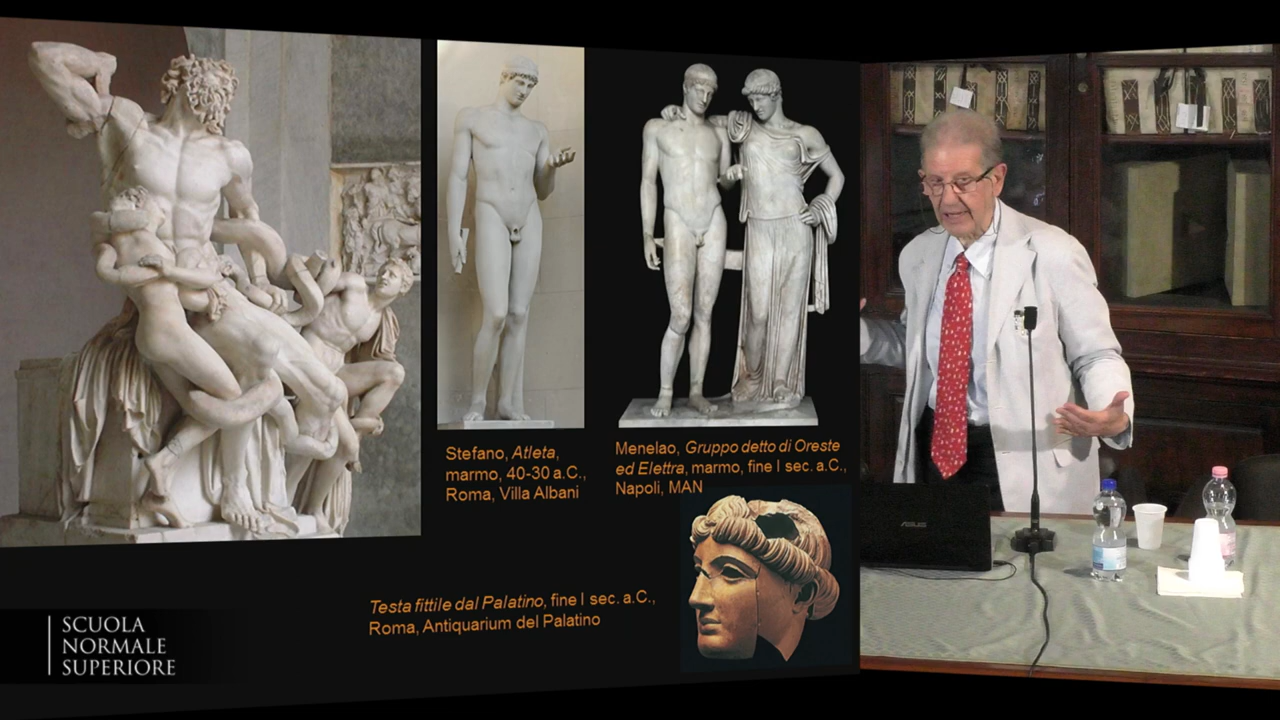 Stefano, Atleta,
marmo, 40-30 a.C.,
Roma, Villa Albani
Menelao, Gruppo detto di Oreste
ed Elettra, marmo, fine I sec. a.C.,
Napoli, MAN
Testa fittile dal Palatino, fine I sec. a.C.,
Roma, Antiquarium del Palatino
SCUOLA
NORMALE
SUPERIORE
ASUS